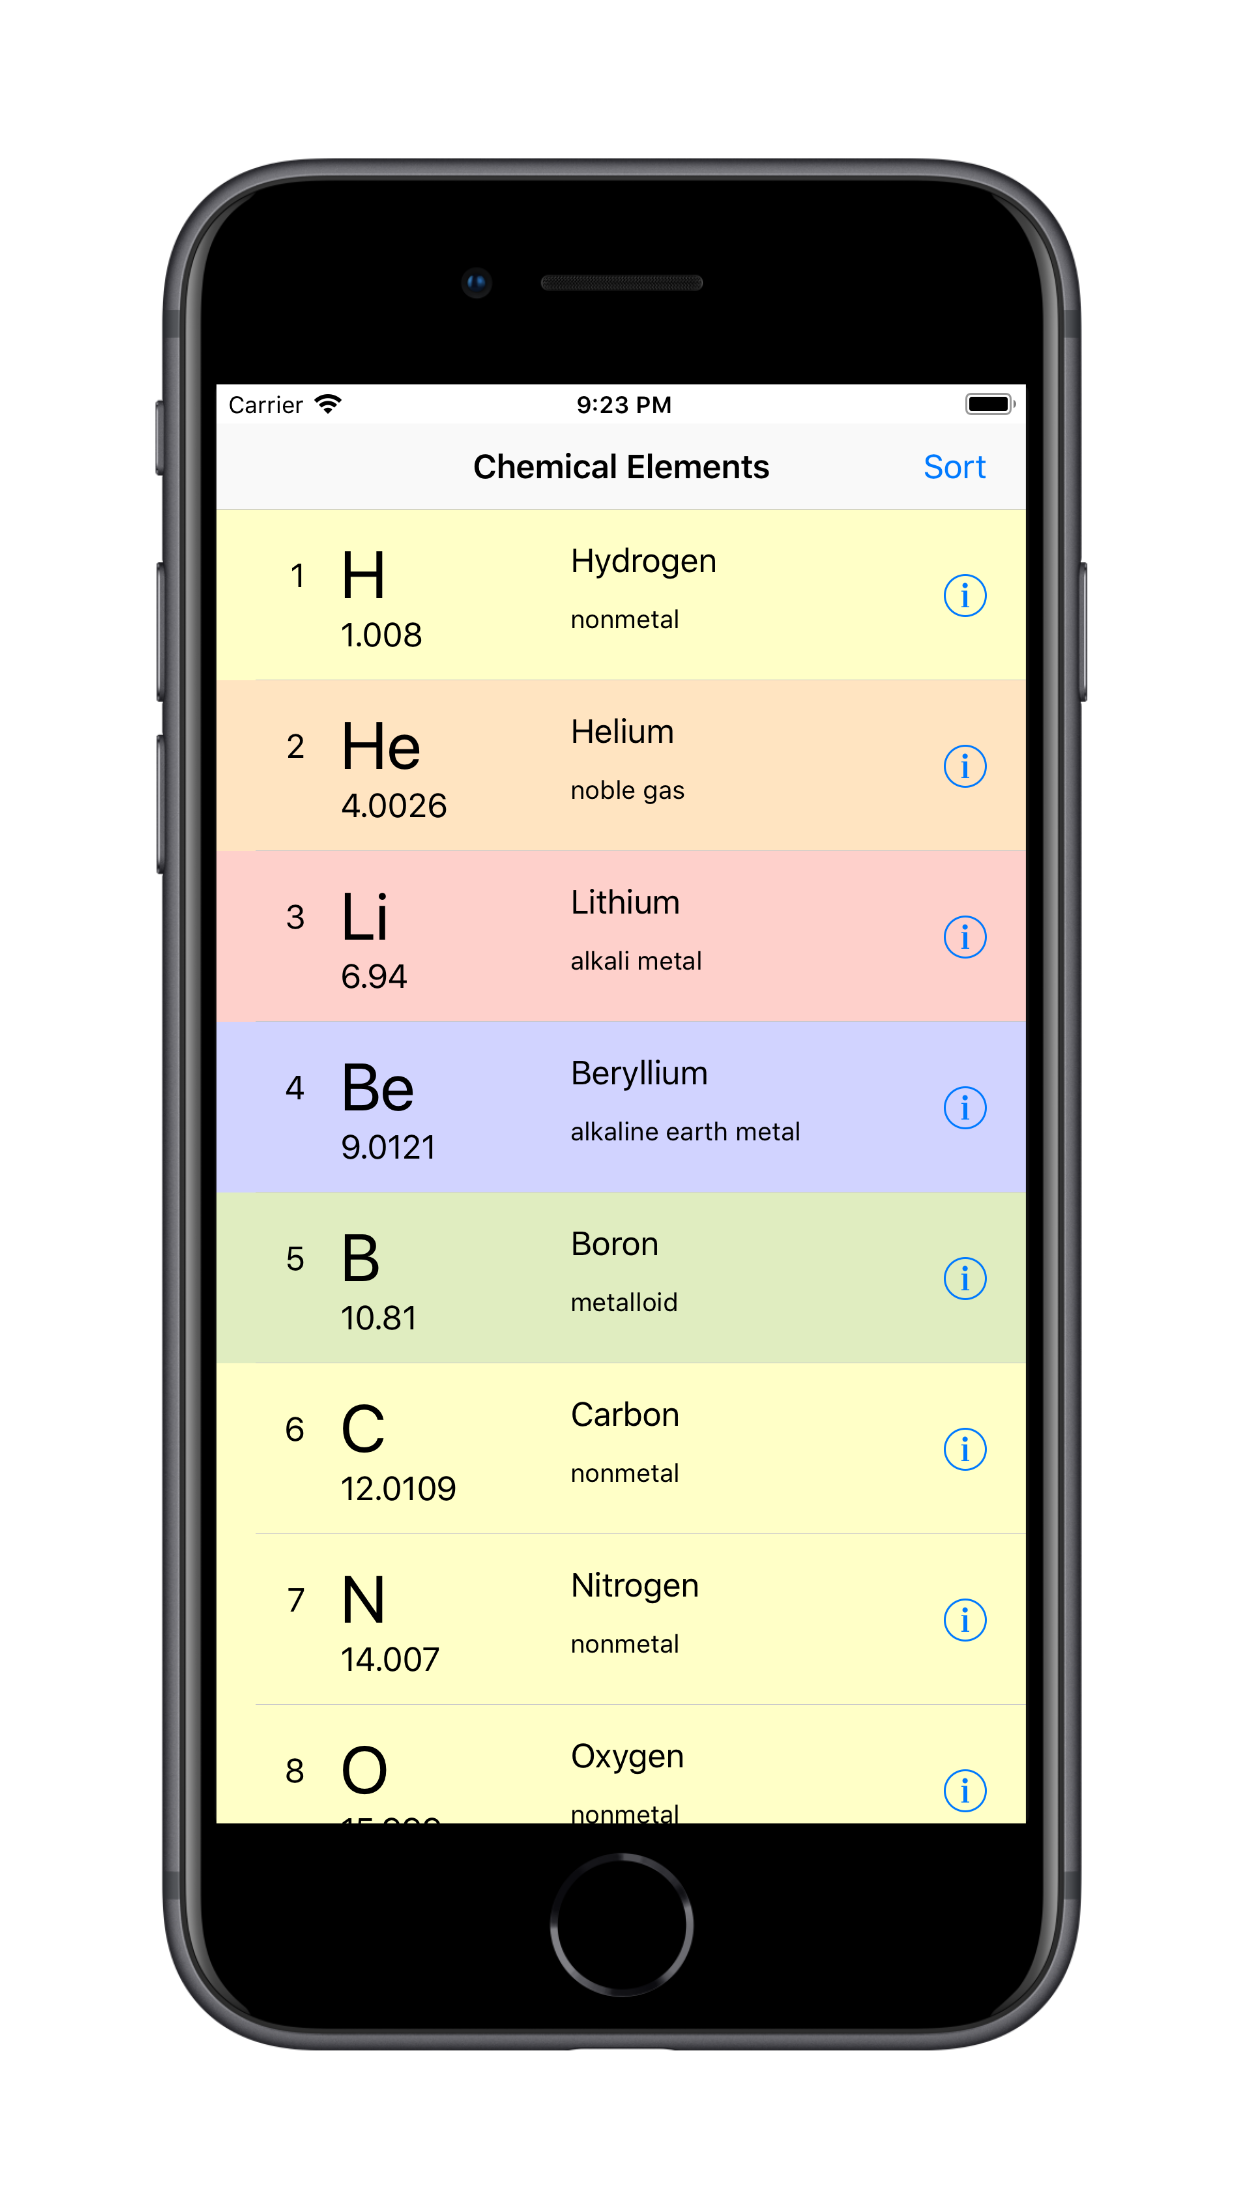 Carrier 9:23 PM
Chemical Elements Sort
1 H Hydrogen
nonmetal
1.008
2 He Helium
noble gas
4.0026
3 Li Lithium
alkali metal
6.94
4 Be Beryllium
alkaline earth metal
9.0121
5 B Boron
metalloid
10.81
6 C Carbon
nonmetal
12.0109
7 N Nitrogen
nonmetal
14.007
8 O Oxygen
nonmetal